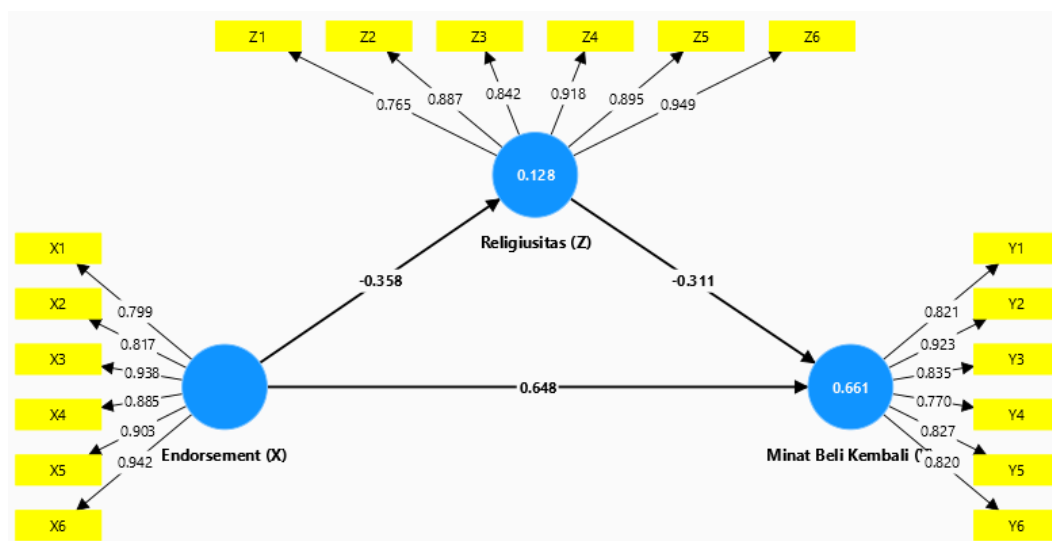 Z1 Z2 Z3 Z4 Z5 Z6
0.765 0.887 0.842 0.918 0.895 0.949
0.128
Religiusitas (Z)
-0.358 -0.311
X1
X2
X3
X4
X5
X6
0.799
0.817
0.938
0.885
0.903
0.942
Endorsement (X)
0.648
0.661
Minat Beli Kembali (
0.821
0.923
0.835
0.770
0.827
0.820
Y1
Y2
Y3
Y4
Y5
Y6